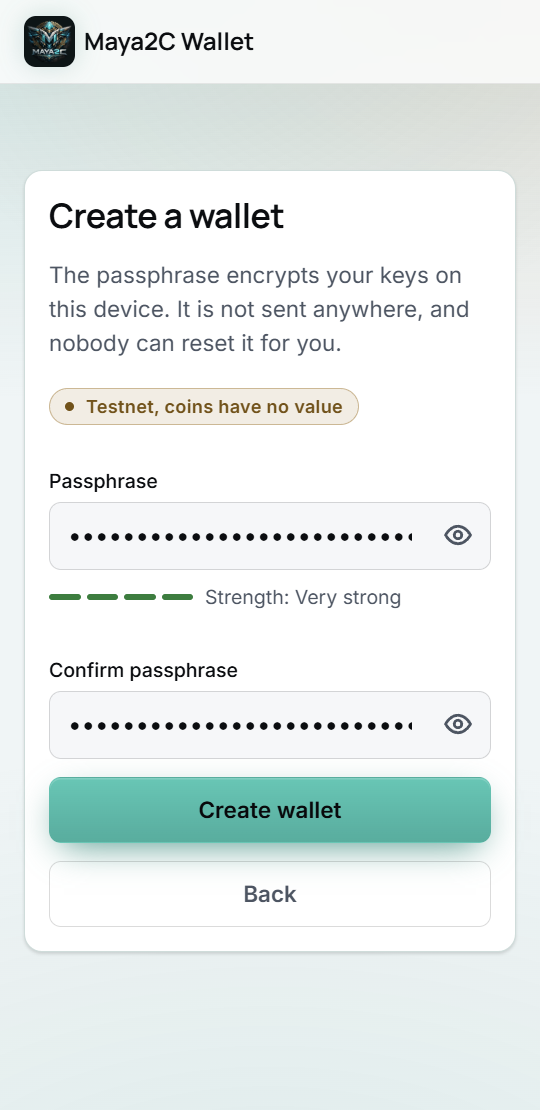 MAYA2C
Maya2C Wallet
Create a wallet
The passphrase encrypts your keys on
this device. It is not sent anywhere, and
nobody can reset it for you.
Testnet, coins have no value
Passphrase
Strength: Very strong
Confirm passphrase
Create wallet
Back